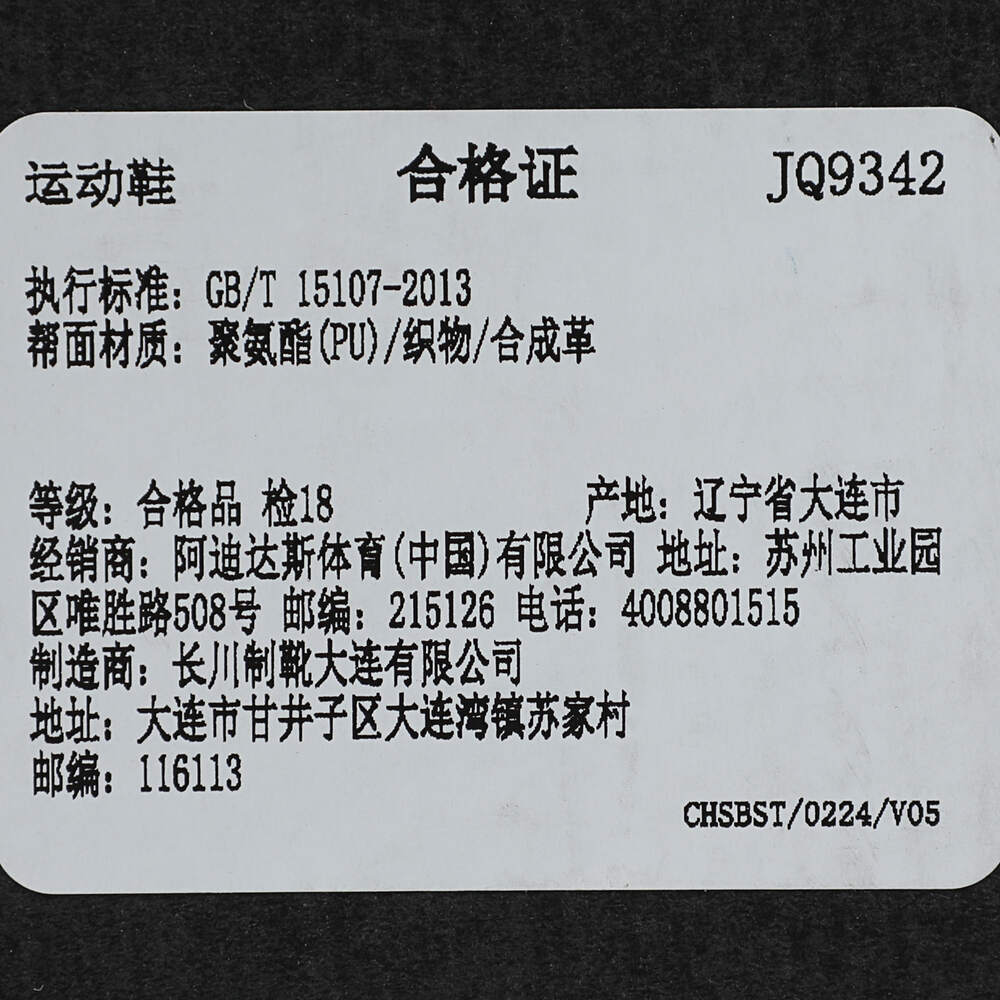 运动鞋 合格证 JQ9342
执行标准：GB/T 15107-2013
帮面材质：聚氨酯(PU)/织物/合成革
等级：合格品 检18 产地：辽宁省大连市
经销商：阿迪达斯体育(中国)有限公司 地址：苏州工业园
区唯胜路508号 邮编：215126 电话：4008801515
制造商：长川制靴大连有限公司
地址：大连市甘井子区大连湾镇苏家村
邮编：116113
CHSBST/0224/V05